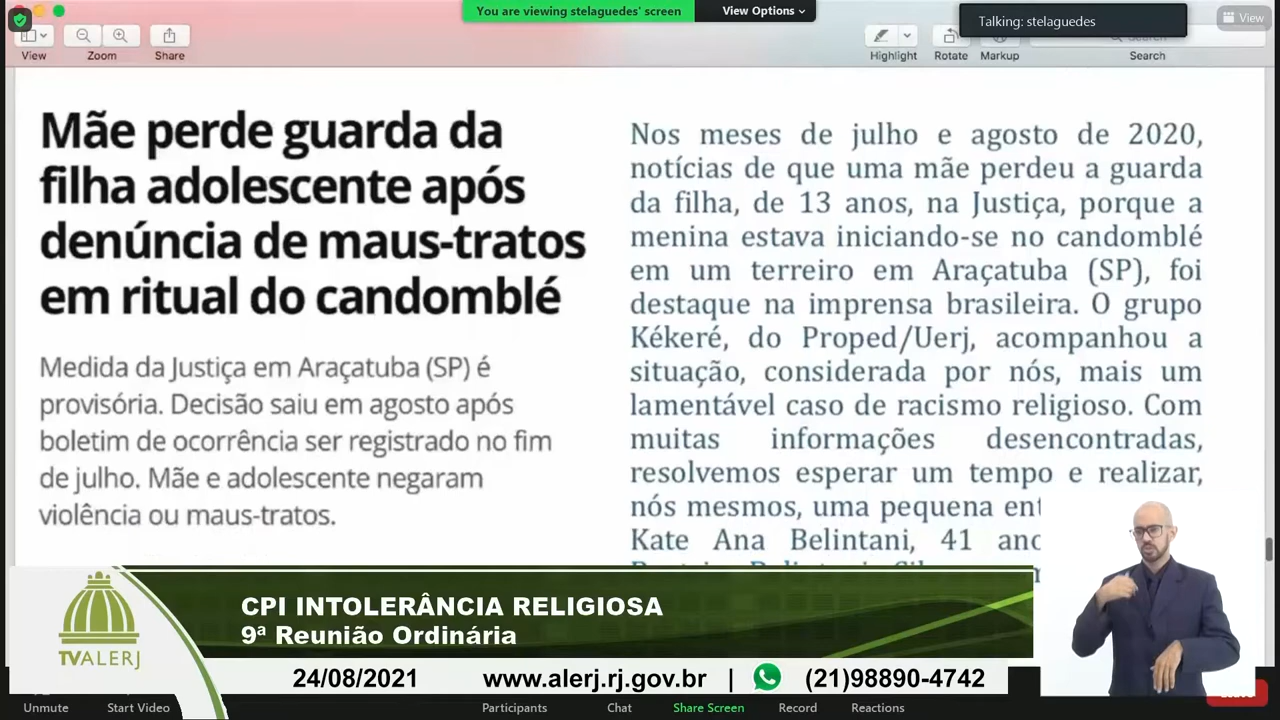 You are viewing stelaguedes' screen
View Options
Talking: stelaguedes
View
View
Zoom
Share
Highlight
Rotate
Markup
Search
Search
Mãe perde guarda da
filha adolescente após
denúncia de maus-tratos
em ritual do candomblé
Medida da Justiça em Araçatuba (SP) é
provisória. Decisão saiu em agosto após
boletim de ocorrência ser registrado no fim
de julho. Mãe e adolescente negaram
violência ou maus-tratos.
Nos meses de julho e agosto de 2020,
notícias de que uma mãe perdeu a guarda
da filha, de 13 anos, na Justiça, porque a
menina estava iniciando-se no candomblé
em um terreiro em Araçatuba (SP), foi
destaque na imprensa brasileira. O grupo
Kékeré, do Proped/Uerj, acompanhou a
situação, considerada por nós, mais um
lamentável caso de racismo religioso. Com
muitas informações desencontradas,
resolvemos esperar um tempo e realizar,
nós mesmos, uma pequena ent
Kate Ana Belintani, 41 ano
TVALERJ
CPI INTOLERÂNCIA RELIGIOSA
9ª Reunião Ordinária
24/08/2021 www.alerj.rj.gov.br | (21)98890-4742
Unmute
Start Video
Participants
Chat
Share Screen
Record
Reactions